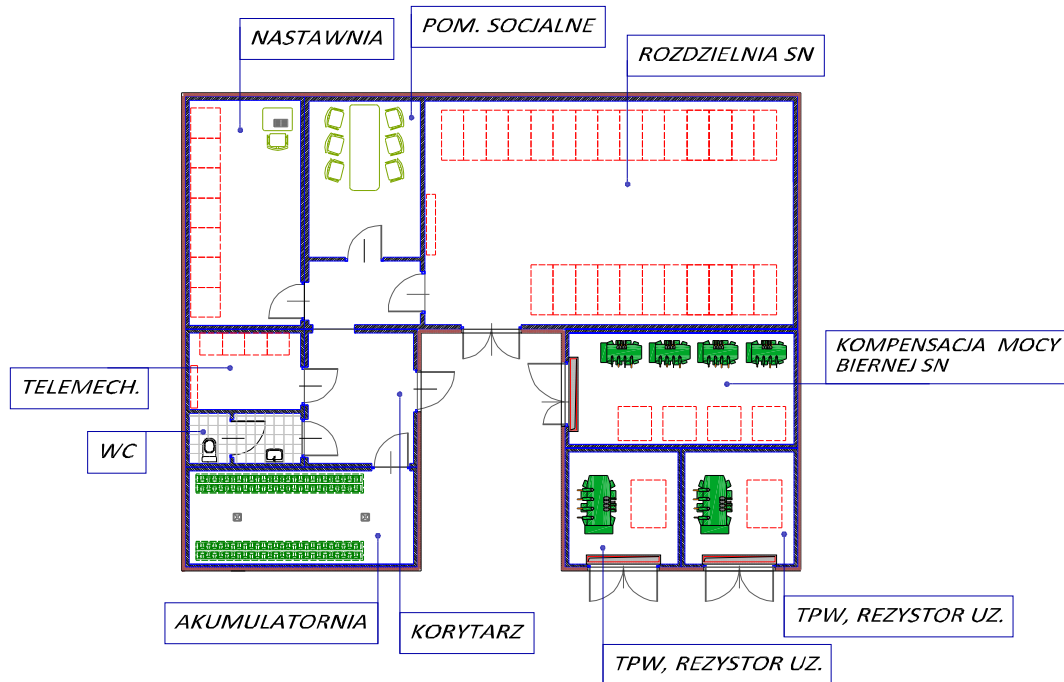 NASTAWNIA
POM. SOCJALNE
ROZDZIELNIA SN
KOMPENSACJA MOCY
BIERNEJ SN
TELEMECH.
WC
AKUMULATORNIA
KORYTARZ
TPW, REZYSTOR UZ.
TPW, REZYSTOR UZ.